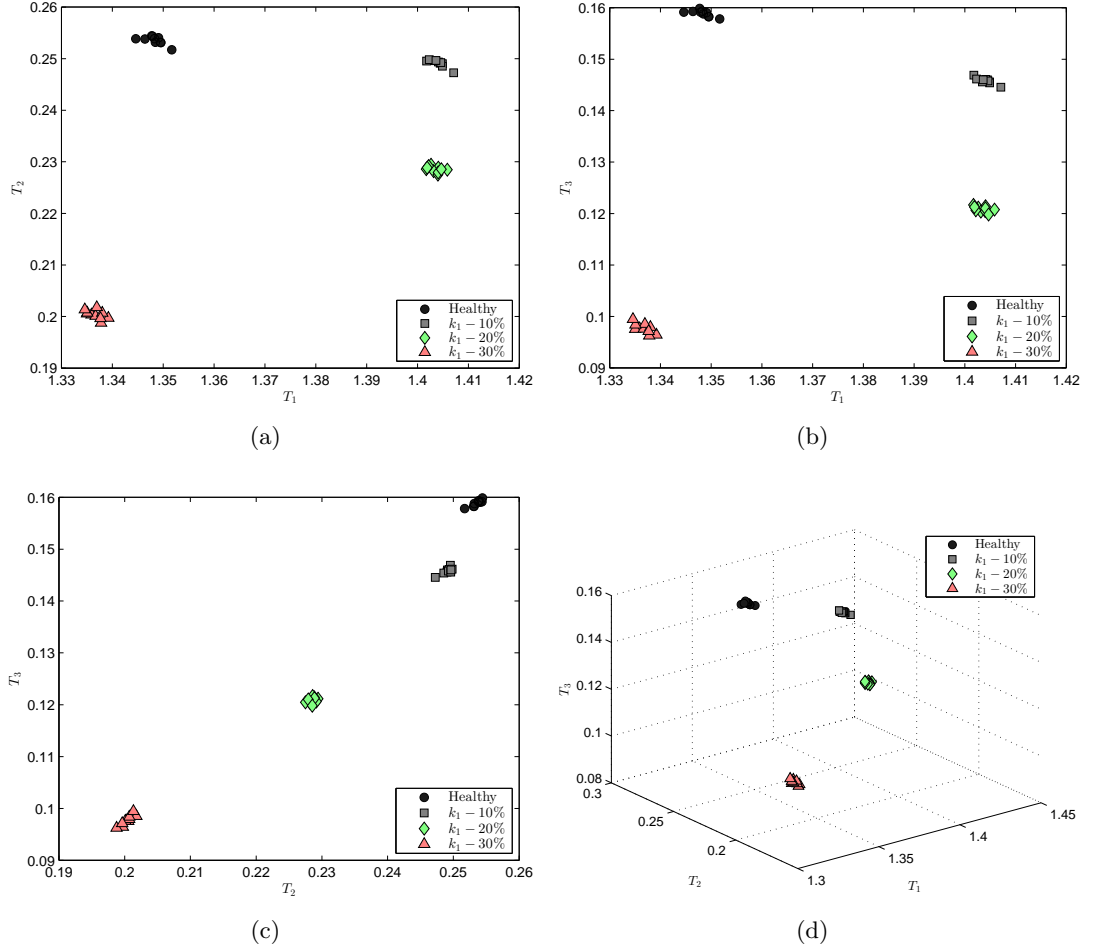 0.26
0.25
0.24
0.23
0.22
0.21
0.2
0.19
T2
1.33 1.34 1.35 1.36 1.37 1.38 1.39 1.4 1.41 1.42
T1
Healthy
k1 − 10%
k1 − 20%
k1 − 30%
(a)
0.16
0.15
0.14
0.13
0.12
0.11
0.1
0.09
T3
1.33 1.34 1.35 1.36 1.37 1.38 1.39 1.4 1.41 1.42
T1
Healthy
k1 − 10%
k1 − 20%
k1 − 30%
(b)
0.16
0.15
0.14
0.13
0.12
0.11
0.1
0.09
T3
0.19 0.2 0.21 0.22 0.23 0.24 0.25 0.26
T2
Healthy
k1 − 10%
k1 − 20%
k1 − 30%
(c)
Healthy
k1 − 10%
k1 − 20%
k1 − 30%
0.16
0.14
0.12
0.1
0.08
T3
0.3
0.25
0.2
T2
1.3
1.35
1.4
1.45
T1
(d)